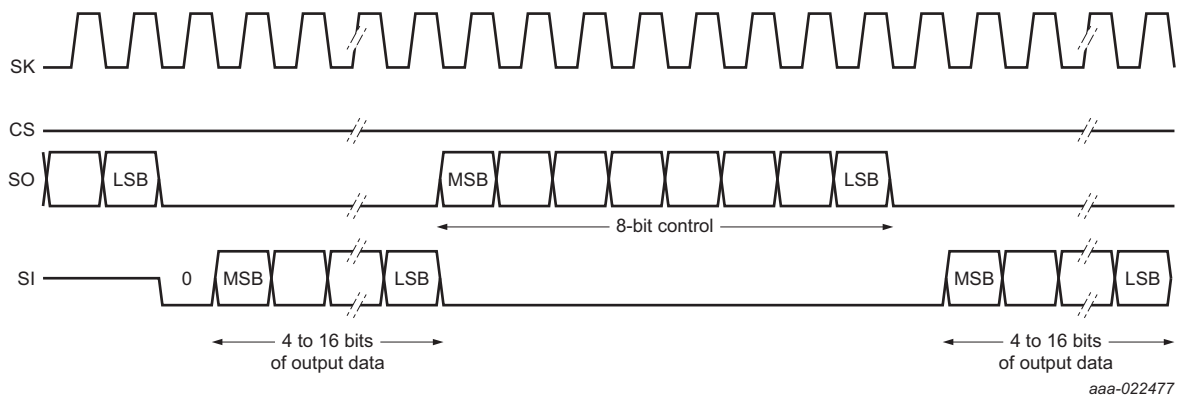 SK
CS
SO
LSB
MSB
LSB
8-bit control
SI
0
MSB
LSB
MSB
LSB
4 to 16 bits
of output data
4 to 16 bits
of output data
aaa-022477